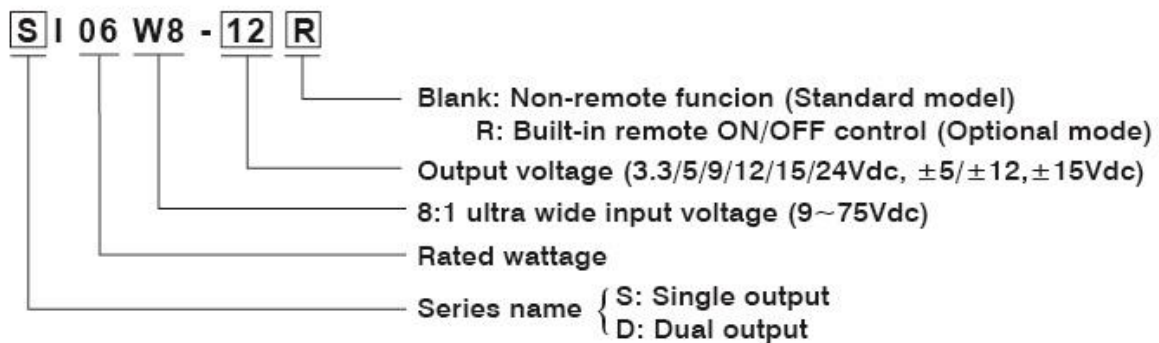 S I 06 W8 - 12 R
Blank: Non-remote funcion (Standard model)
R: Built-in remote ON/OFF control (Optional mode)
Output voltage (3.3/5/9/12/15/24Vdc, ±5/±12,±15Vdc)
8:1 ultra wide input voltage (9~75Vdc)
Rated wattage
Series name { S: Single output
D: Dual output